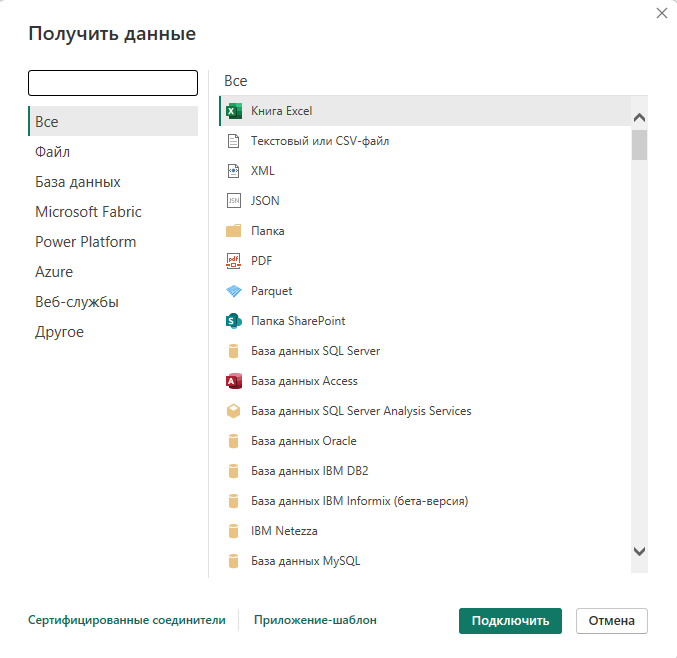 Получить данные
Все
Файл
База данных
Microsoft Fabric
Power Platform
Azure
Веб-службы
Другое
Все
Книга Excel
Текстовый или CSV-файл
XML
JSON
Папка
PDF
Parquet
Папка SharePoint
База данных SQL Server
База данных Access
База данных SQL Server Analysis Services
База данных Oracle
База данных IBM DB2
База данных IBM Informix (бета-версия)
IBM Netezza
База данных MySQL
Сертифицированные соединители
Приложение-шаблон
Подключить
Отмена